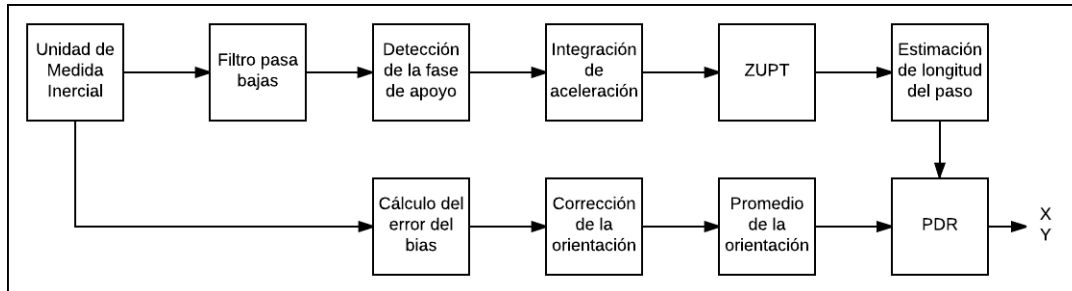 Unidad de
Medida
Inercial
Filtro pasa
bajas
Detección
de la fase
de apoyo
Integración
de
aceleración
ZUPT
Estimación
de longitud
del paso
Cálculo del
error del
bias
Corrección
de la
orientación
Promedio
de la
orientación
PDR
X
Y